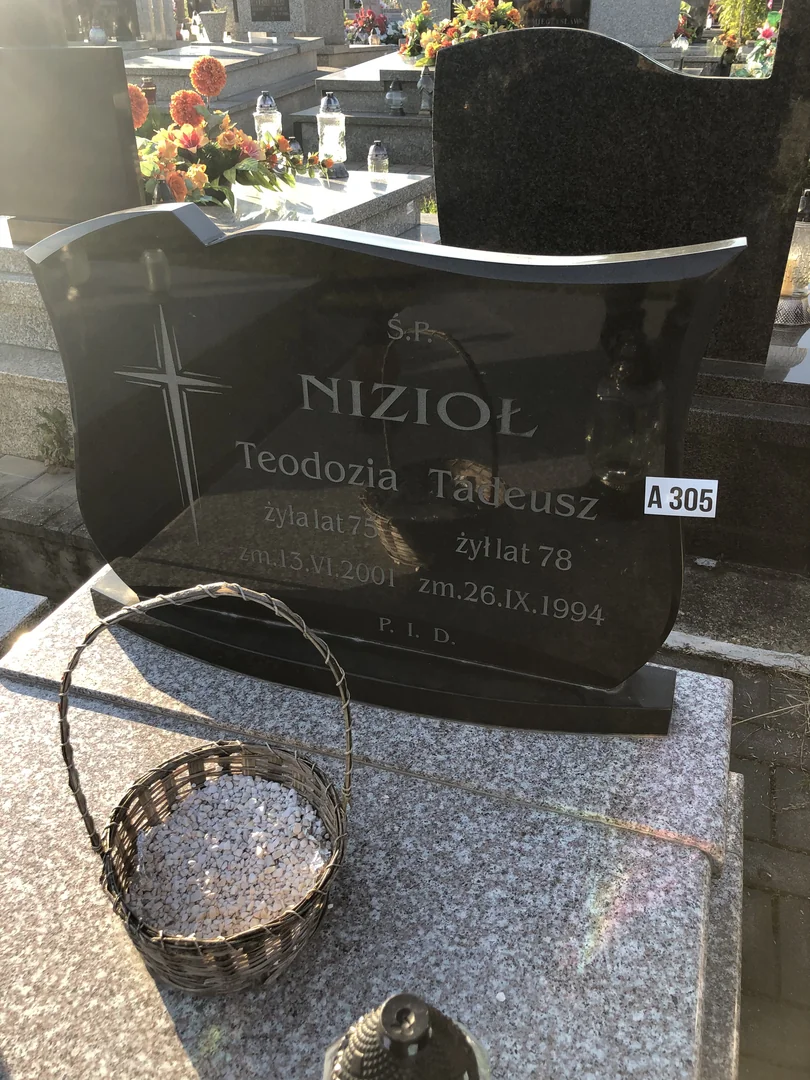 Ś.P.
NIZIOŁ
Teodozia Tadeusz
żyła lat 75 żył lat 78
zm.13.VI.2001 zm.26.IX.1994
P. I. D.
A 305